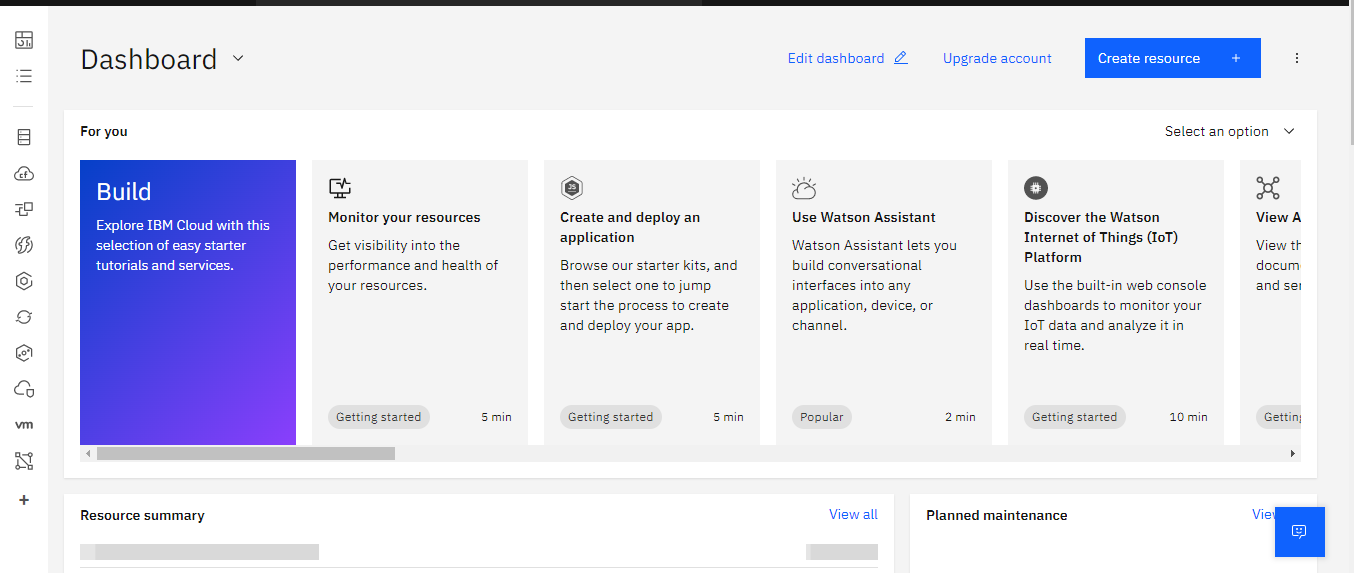 Dashboard
Edit dashboard
Upgrade account
Create resource +
For you
Select an option
Build
Explore IBM Cloud with this
selection of easy starter
tutorials and services.
Monitor your resources
Get visibility into the
performance and health of
your resources.
Getting started
5 min
Create and deploy an
application
Browse our starter kits, and
then select one to jump
start the process to create
and deploy your app.
Getting started
5 min
Use Watson Assistant
Watson Assistant lets you
build conversational
interfaces into any
application, device, or
channel.
Popular
2 min
Discover the Watson
Internet of Things (IoT)
Platform
Use the built-in web console
dashboards to monitor your
IoT data and analyze it in
real time.
Getting started
10 min
View A
View th
docum
and ser
Getting
cf
JS
vm
+
Resource summary
View all
Planned maintenance
View